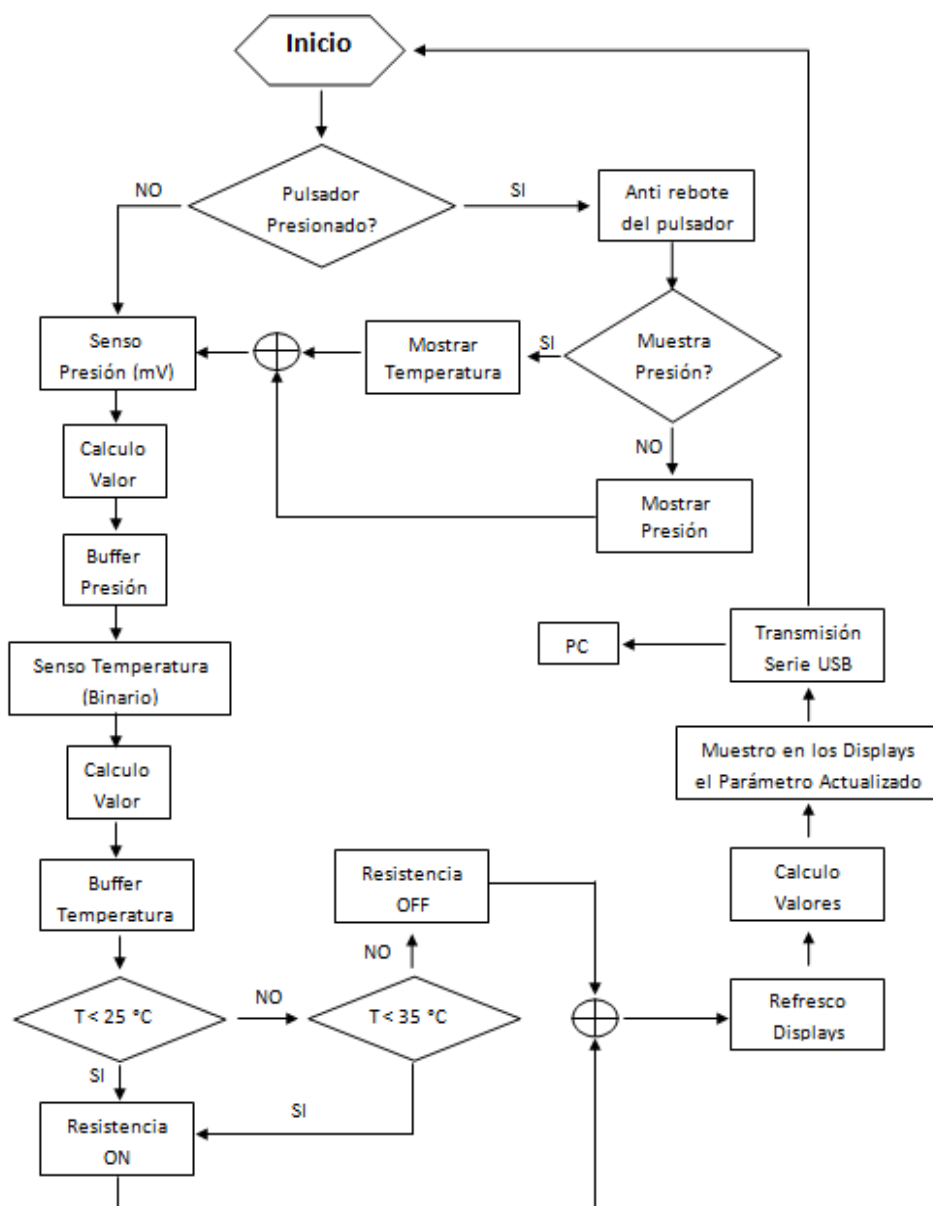 Inicio
NO
Pulsador
Presionado?
SI
Anti rebote
del pulsador
Senso
Presión (mV)
Mostrar
Temperatura
SI
Muestra
Presión?
NO
Calculo
Valor
Mostrar
Presión
Buffer
Presión
PC
Transmisión
Serie USB
Senso Temperatura
(Binario)
Muestro en los Displays
el Parámetro Actualizado
Calculo
Valor
Buffer
Temperatura
Resistencia
OFF
Calculo
Valores
NO
T < 25 °C
NO
T < 35 °C
Refresco
Displays
SI
SI
Resistencia
ON